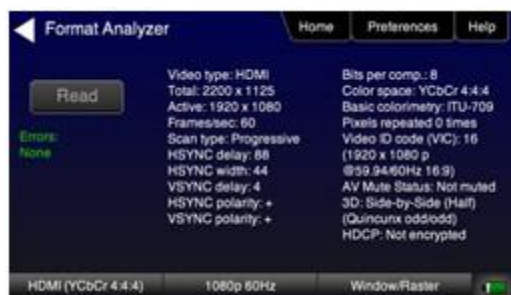 Format Analyzer
Home
Preferences
Help
Read
Errors:
None
Video type: HDMI
Total: 2200 x 1125
Active: 1920 x 1080
Frames/sec: 60
Scan type: Progressive
HSYNC delay: 88
HSYNC width: 44
VSYNC delay: 4
HSYNC polarity: +
VSYNC polarity: +
Bits per comp.: 8
Color space: YCbCr 4:4:4
Basic colorimetry: ITU-709
Pixels repeated 0 times
Video ID code (VIC): 16
(1920 x 1080 p
@59.94/60Hz 16:9)
AV Mute Status: Not muted
3D: Side-by-Side (Half)
(Quincunx odd/odd)
HDCP: Not encrypted
HDMI (YCbCr 4:4:4)
1080p 60Hz
Window/Raster